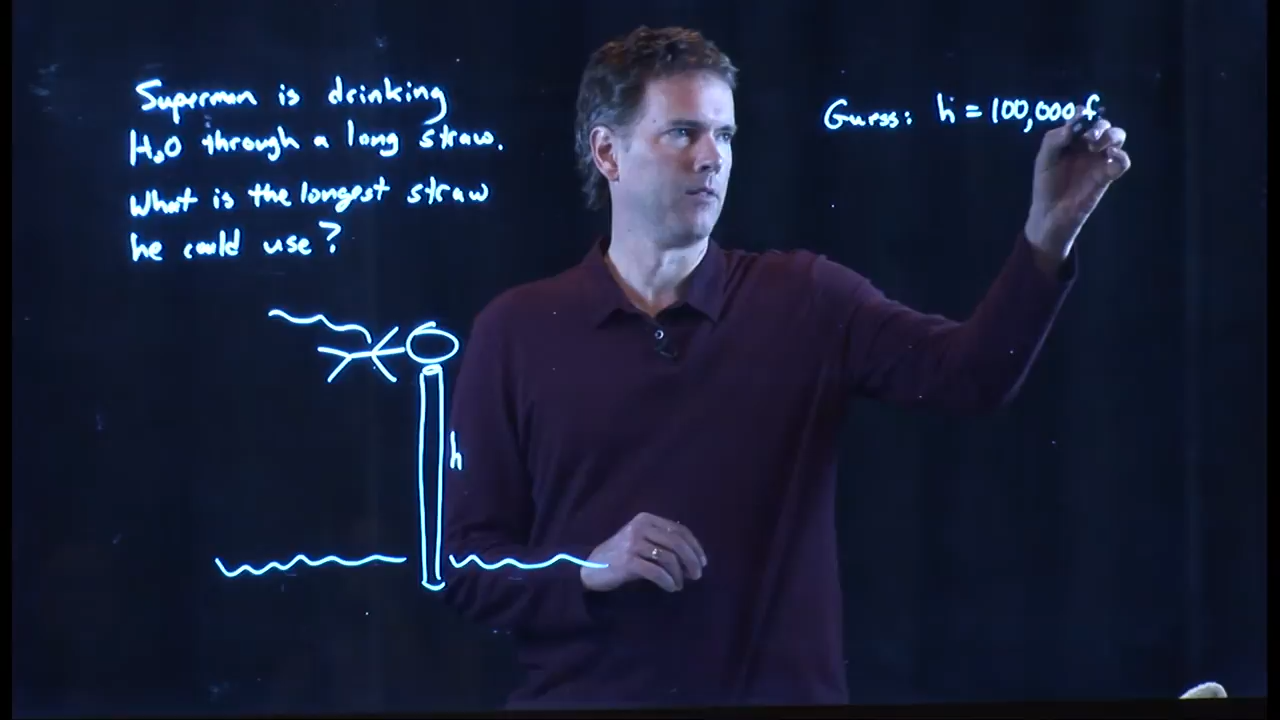 Superman is drinking
H₂O through a long straw.
What is the longest straw
he could use?
Guess: h = 100,000 f
h